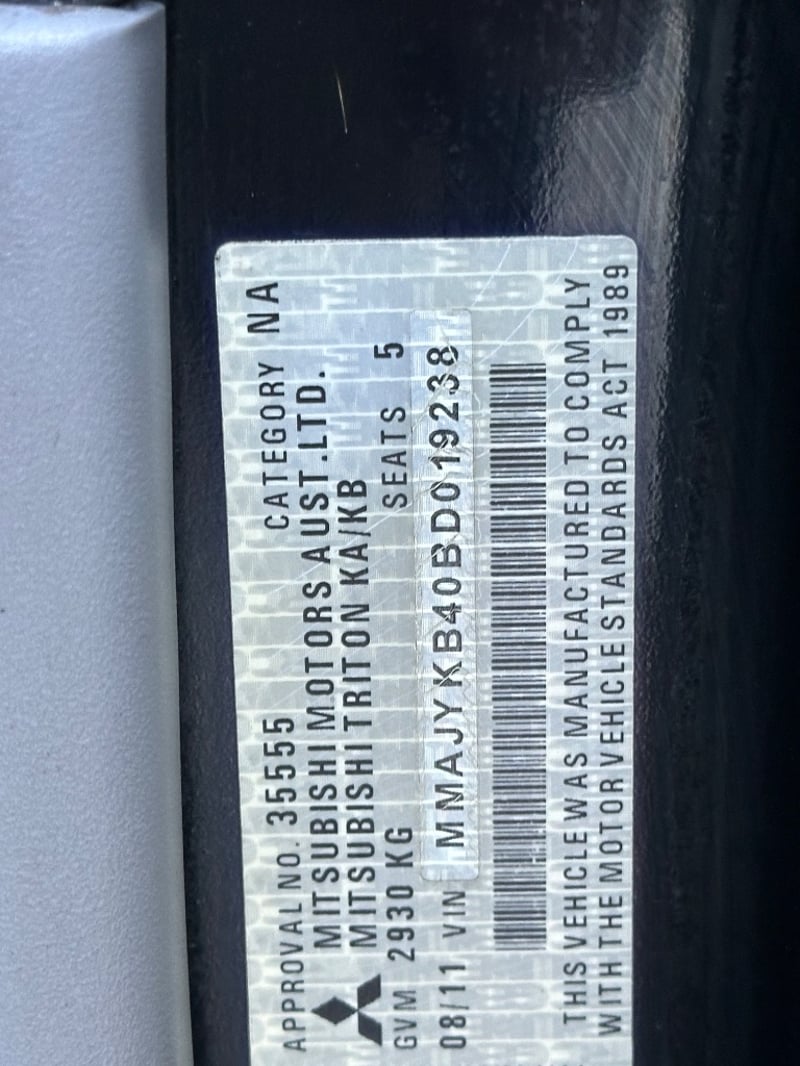 APPROVAL NO. 35555 CATEGORY NA
MITSUBISHI MOTORS AUST.LTD.
MITSUBISHI TRITON KA/KB
GVM 2930 KG SEATS 5
08/11 VIN MMAJYKB40BD019238
THIS VEHICLE WAS MANUFACTURED TO COMPLY
WITH THE MOTOR VEHICLE STANDARDS ACT 1989